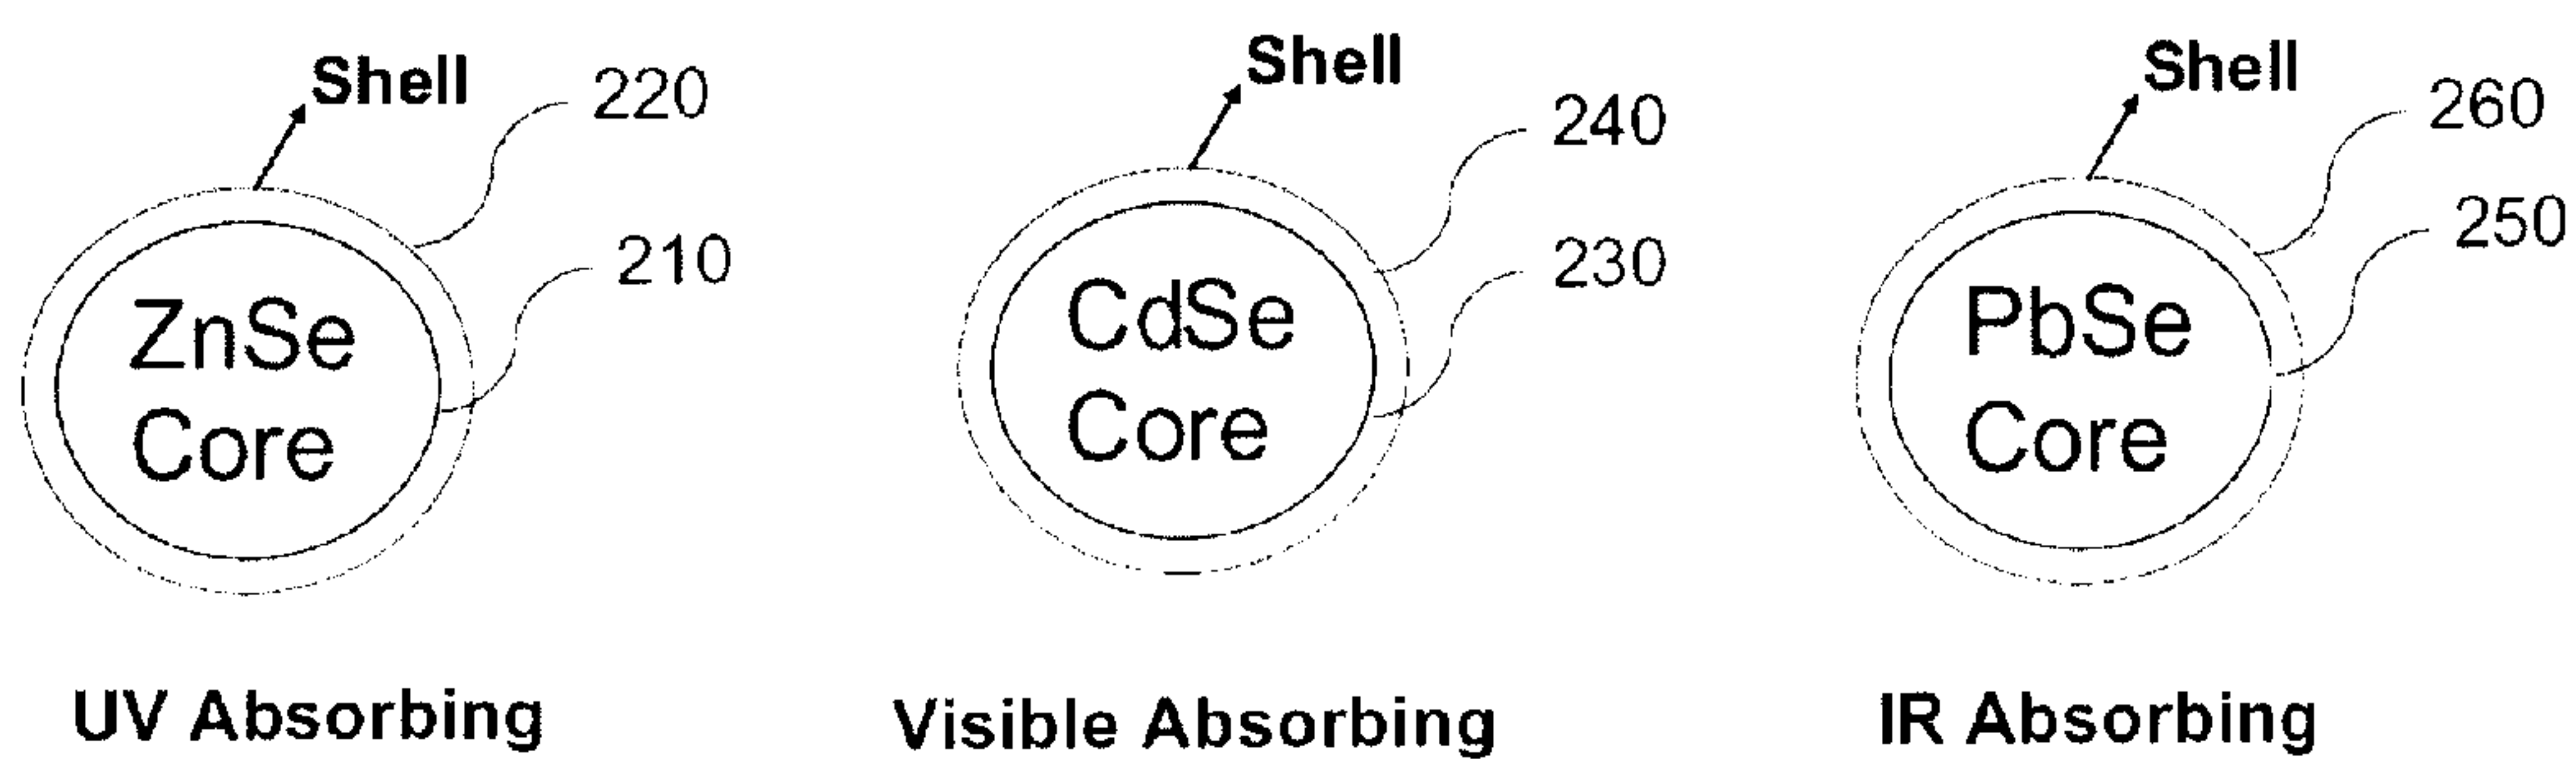 Shell
220
210
ZnSe
Core
UV Absorbing
Shell
240
230
CdSe
Core
Visible Absorbing
Shell
260
250
PbSe
Core
IR Absorbing